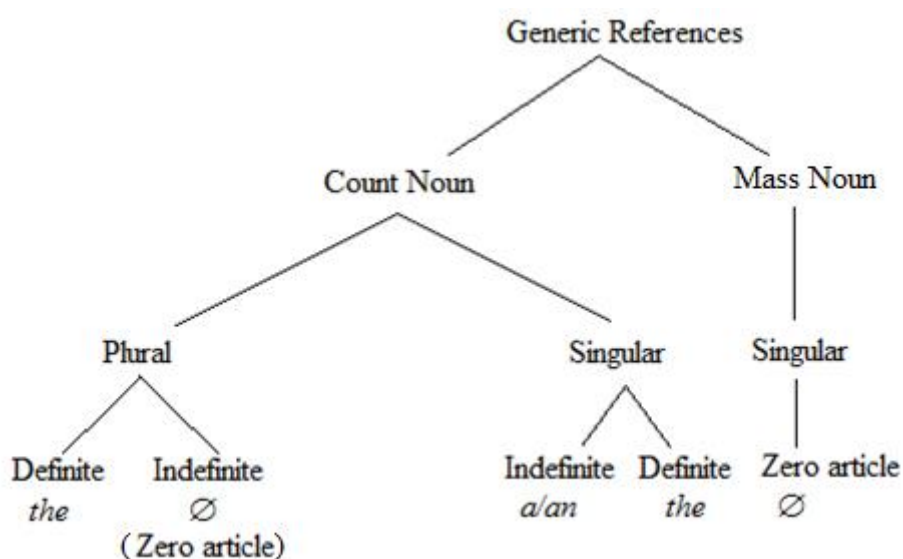 Generic References
Count Noun
Mass Noun
Plural
Singular
Singular
Definite
Indefinite
Indefinite
Definite
Zero article
the
∅
a/an
the
∅
(Zero article)